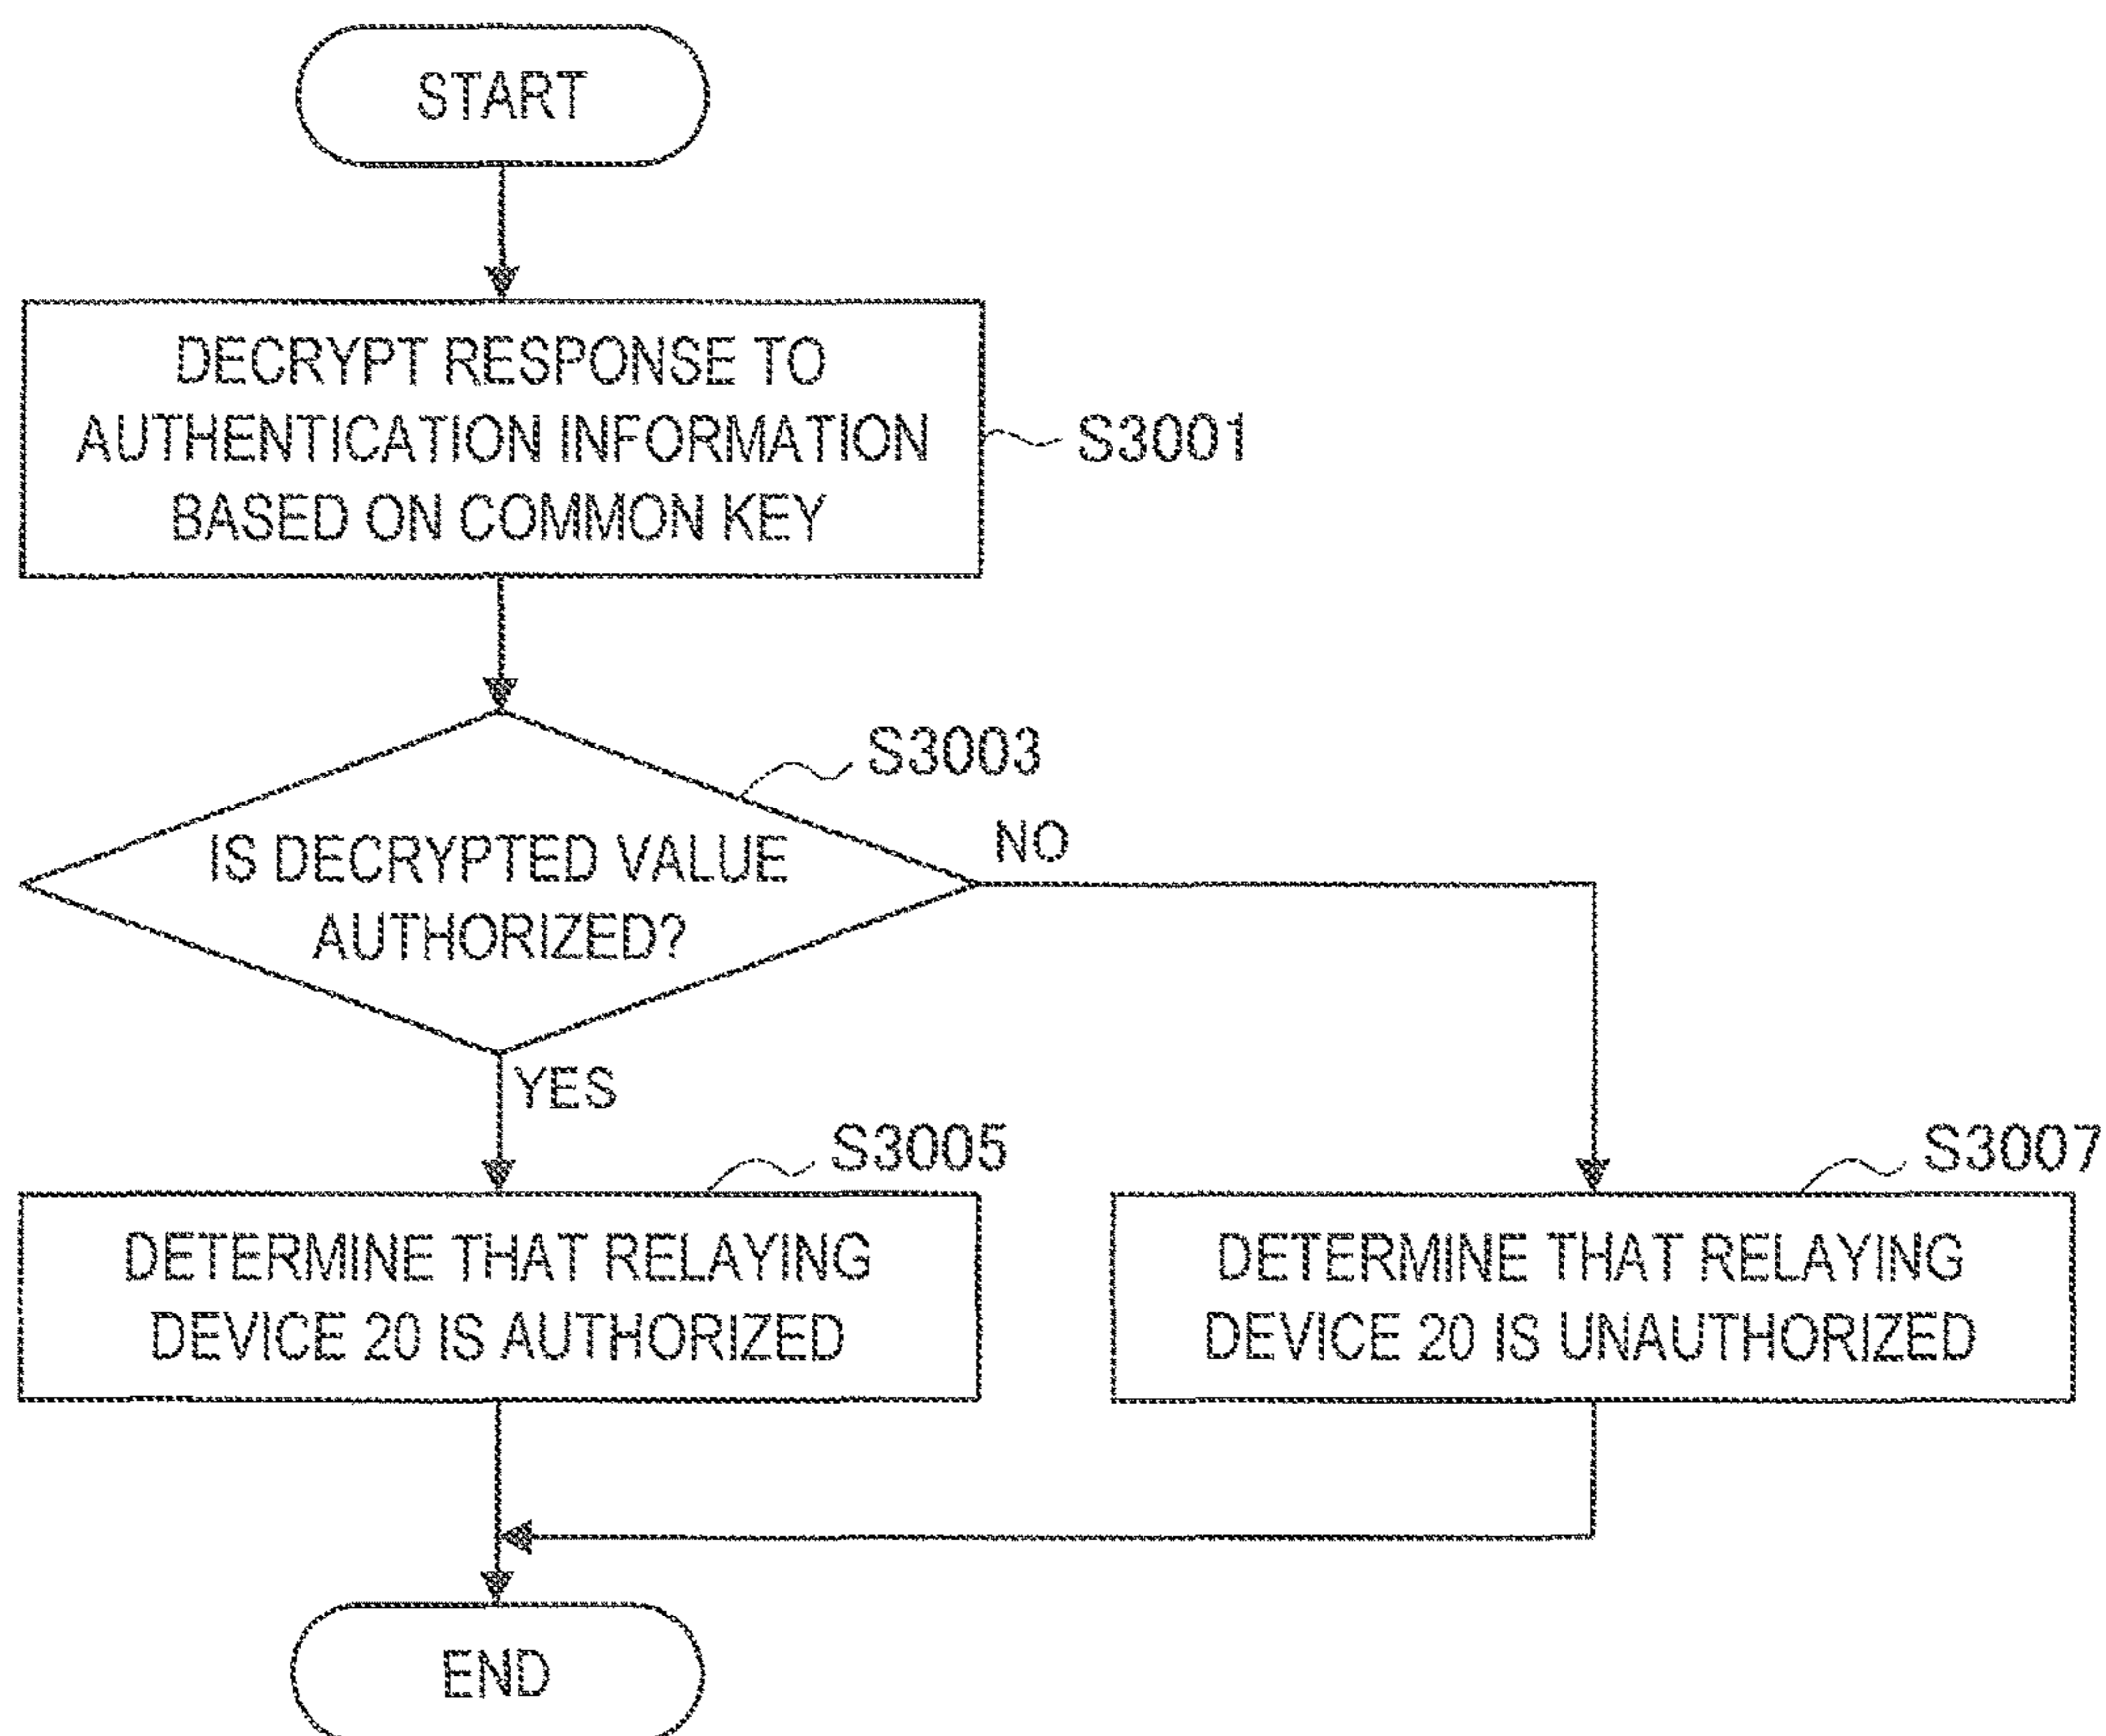 START
DECRYPT RESPONSE TO
AUTHENTICATION INFORMATION
BASED ON COMMON KEY
S3001
S3003
IS DECRYPTED VALUE
AUTHORIZED?
NO
YES
S3005
DETERMINE THAT RELAYING
DEVICE 20 IS AUTHORIZED
S3007
DETERMINE THAT RELAYING
DEVICE 20 IS UNAUTHORIZED
END